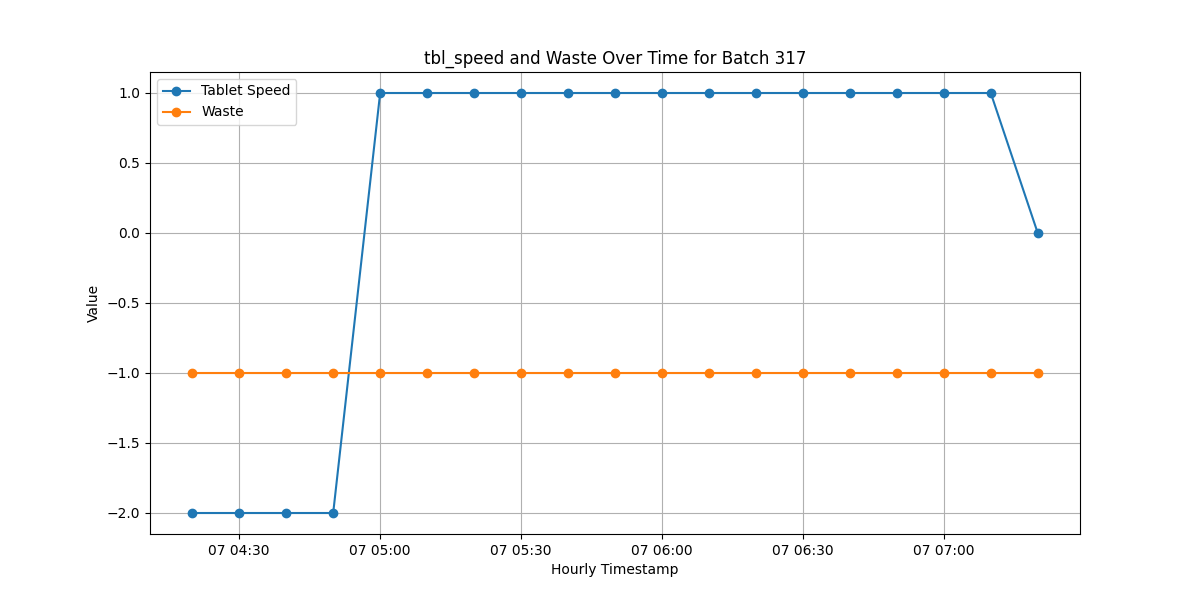 tbl_speed and Waste Over Time for Batch 317
Tablet Speed
Waste
1.0
0.5
0.0
−0.5
−1.0
−1.5
−2.0
Value
07 04:30 07 05:00 07 05:30 07 06:00 07 06:30 07 07:00
Hourly Timestamp